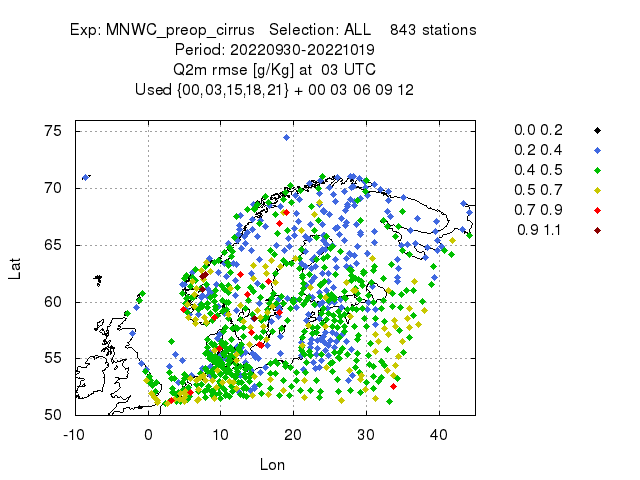 Exp: MNWC_preop_cirrus   Selection: ALL    843 stations
Period: 20220930-20221019
Q2m rmse [g/Kg] at  03 UTC
Used {00,03,15,18,21} + 00 03 06 09 12
75
70
65
60
55
50
Lat
-10 0 10 20 30 40
Lon
0.0 0.2
0.2 0.4
0.4 0.5
0.5 0.7
0.7 0.9
0.9 1.1